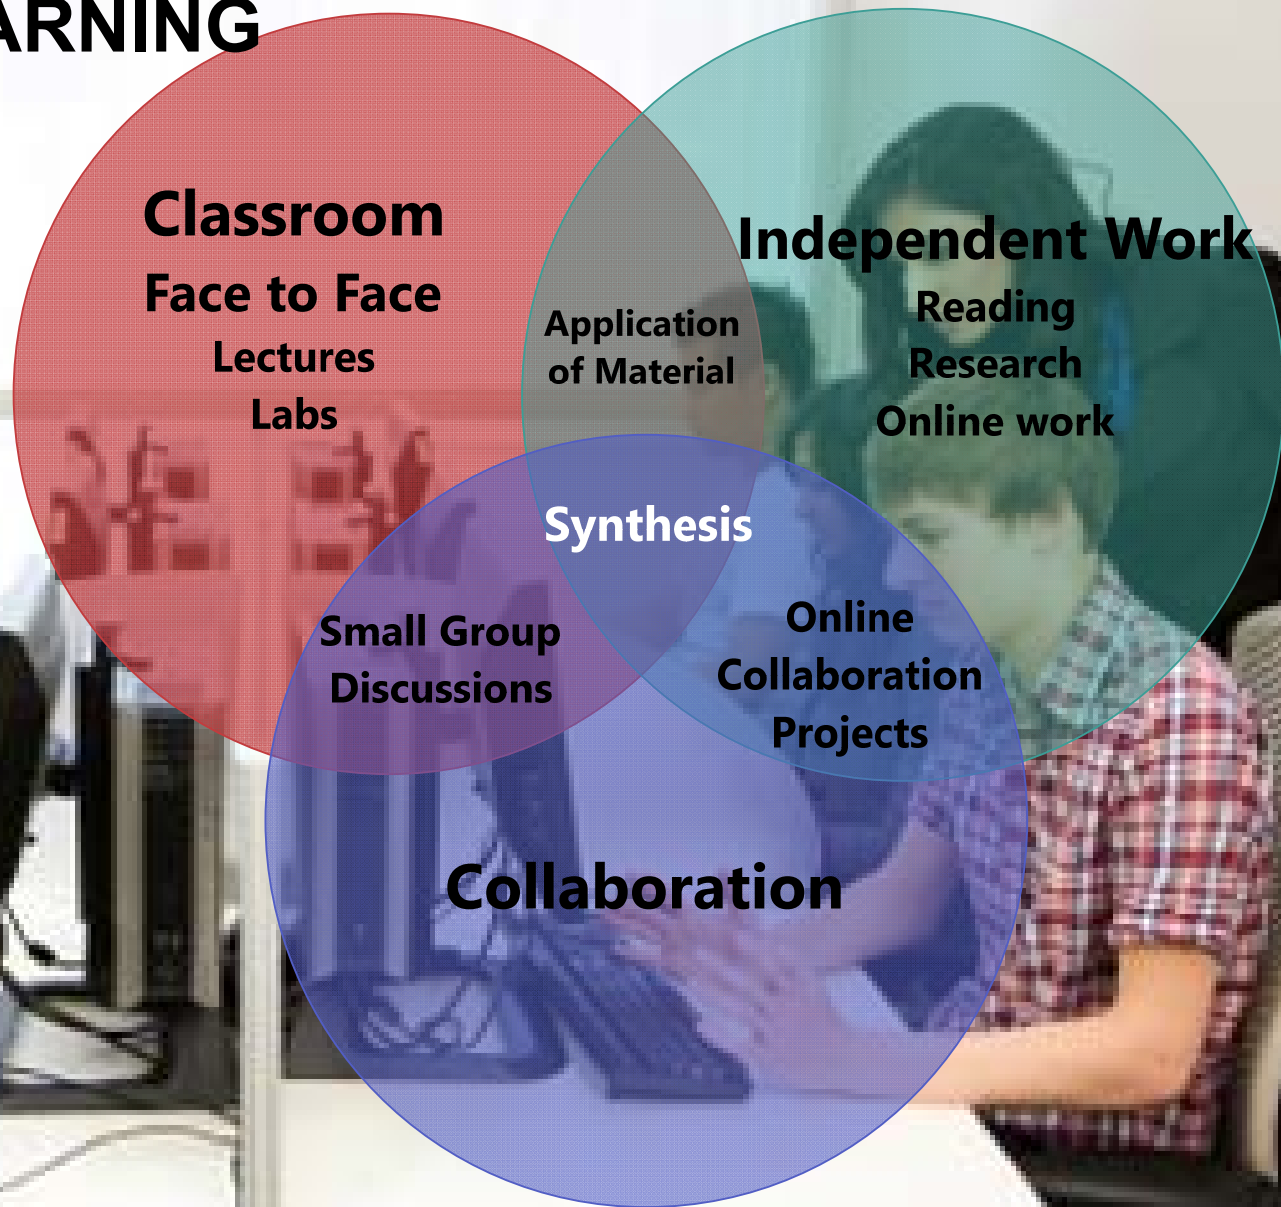 ARNING
Classroom
Face to Face
Lectures
Labs
Independent Work
Reading
Research
Online work
Application
of Material
Synthesis
Small Group
Discussions
Online
Collaboration
Projects
Collaboration